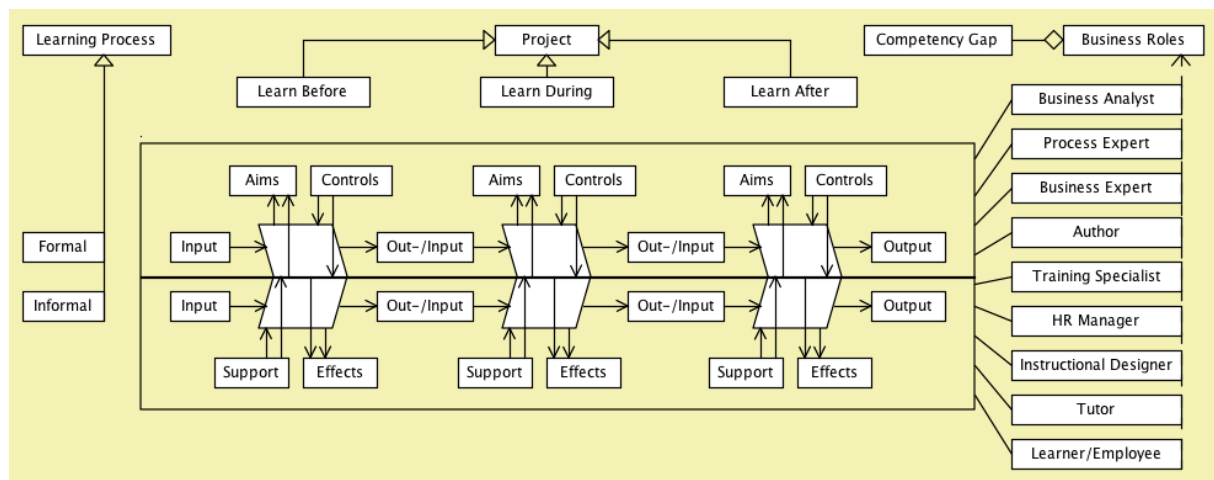 Learning Process
Project
Competency Gap
Business Roles
Learn Before
Learn During
Learn After
Business Analyst
Process Expert
Business Expert
Author
Training Specialist
HR Manager
Instructional Designer
Tutor
Learner/Employee
Formal
Informal
Aims
Controls
Aims
Controls
Aims
Controls
Input
Out-/Input
Out-/Input
Output
Input
Out-/Input
Out-/Input
Output
Support
Effects
Support
Effects
Support
Effects